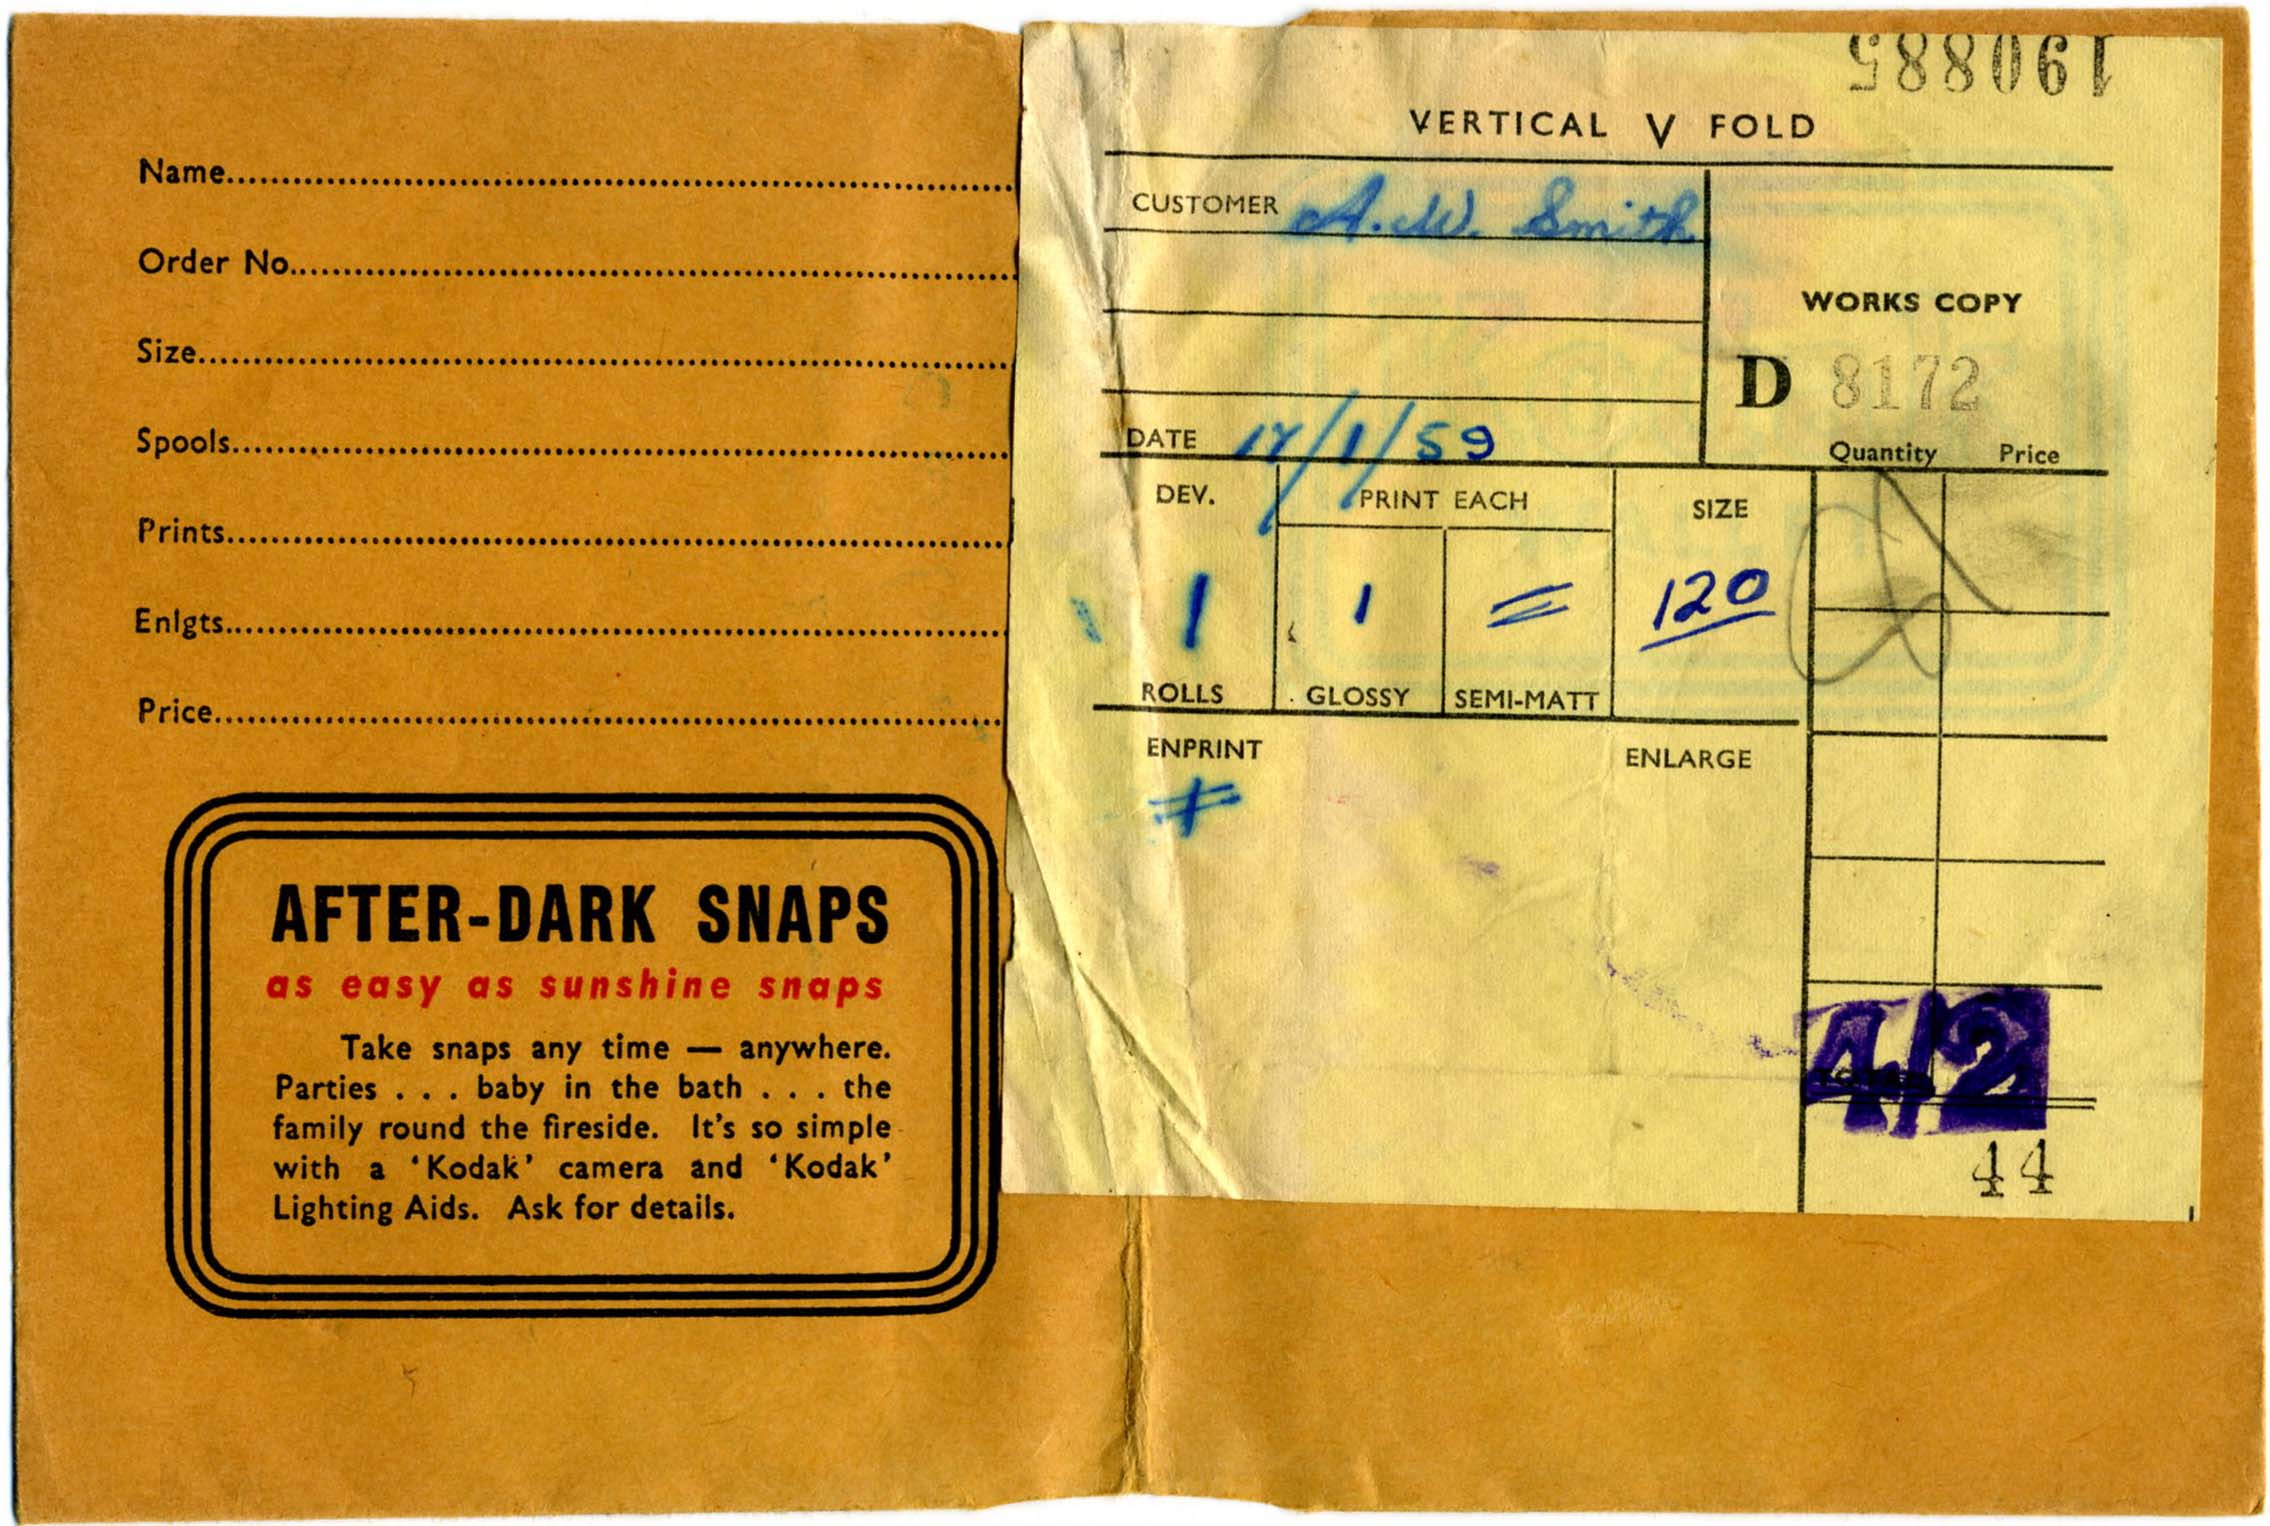 Name
Order No.
Size
Spools
Prints
Enlgts
Price
AFTER-DARK SNAPS
as easy as sunshine snaps
Take snaps any time — anywhere.
Parties . . . baby in the bath . . . the
family round the fireside. It's so simple
with a 'Kodak' camera and 'Kodak'
Lighting Aids. Ask for details.
190885
VERTICAL V FOLD
CUSTOMER A.W. Smith
WORKS COPY
D 8172
DATE 17/1/59
Quantity Price
DEV. PRINT EACH SIZE
1 1 = 120
ROLLS GLOSSY SEMI-MATT
ENPRINT ENLARGE
4/2
44